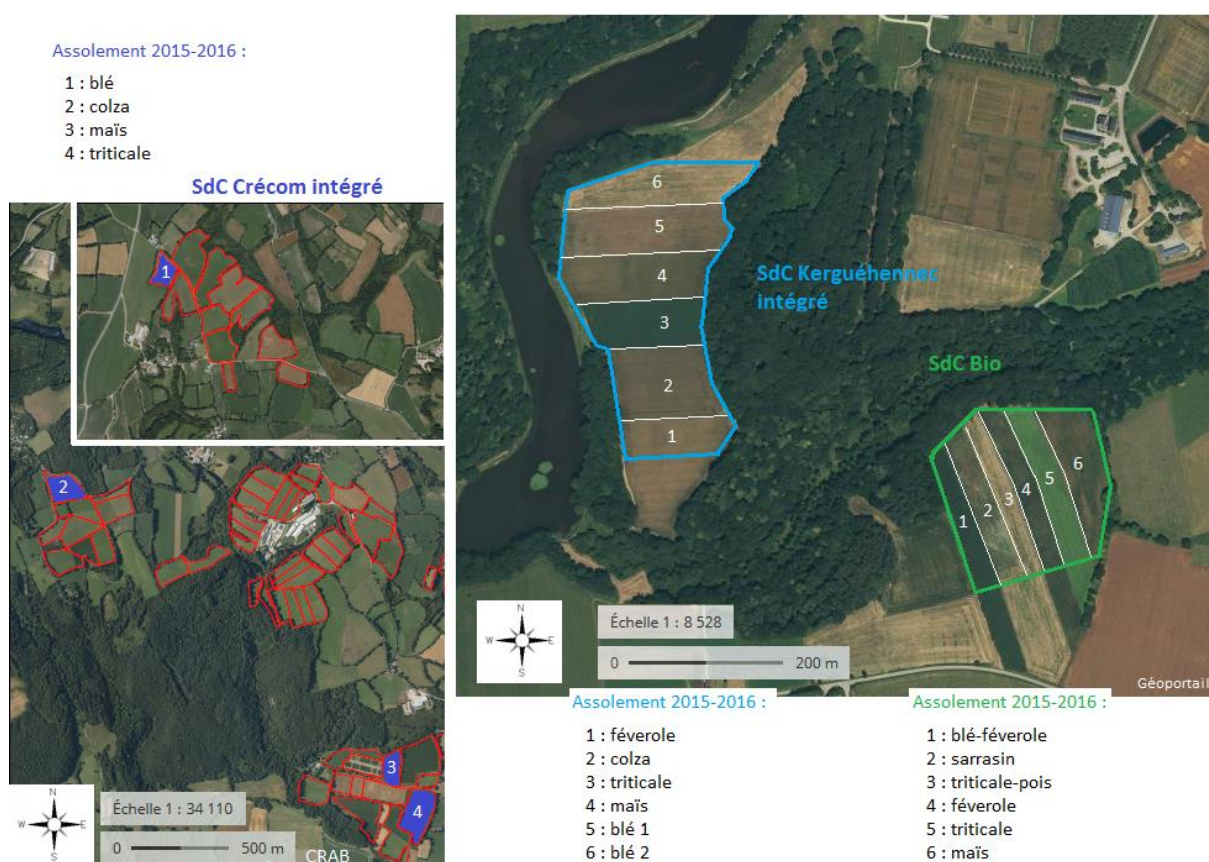 Assolement 2015-2016 :
1 : blé
2 : colza
3 : maïs
4 : triticale
SdC Crécom intégré
1
2
3
4
N
W E
S
Échelle 1 : 34 110
0 500 m
CRAB
6
5
4
3
2
1
SdC Kerguéhennec
intégré
SdC Bio
1
2
3
4
5
6
N
W E
S
Échelle 1 : 8 528
0 200 m
Géoportail
Assolement 2015-2016 :
1 : féverole
2 : colza
3 : triticale
4 : maïs
5 : blé 1
6 : blé 2
Assolement 2015-2016 :
1 : blé-féverole
2 : sarrasin
3 : triticale-pois
4 : féverole
5 : triticale
6 : maïs